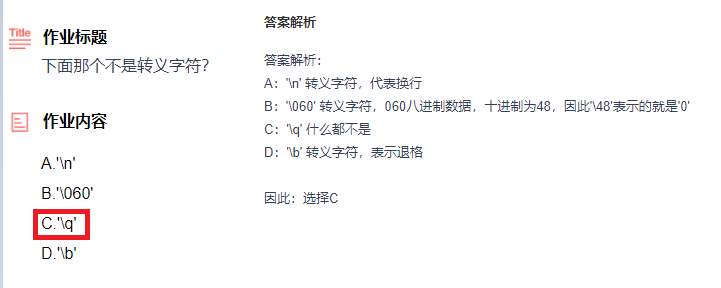 Title
作业标题
下面那个不是转义字符？
作业内容
A.'\n'
B.'\060'
C.'\q'
D.'\b'
答案解析
答案解析：
A：'\n' 转义字符，代表换行
B：'\060' 转义字符，060八进制数据，十进制为48，因此'\48'表示的就是'0'
C：'\q' 什么都不是
D：'\b' 转义字符，表示退格
因此：选择C